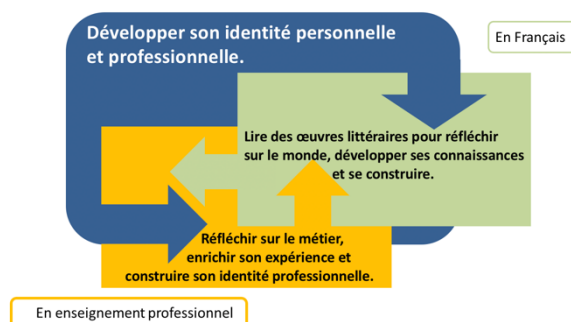 Développer son identité personnelle
et professionnelle.
En Français
Lire des œuvres littéraires pour réfléchir
sur le monde, développer ses connaissances
et se construire.
Réfléchir sur le métier,
enrichir son expérience et
construire son identité professionnelle.
En enseignement professionnel